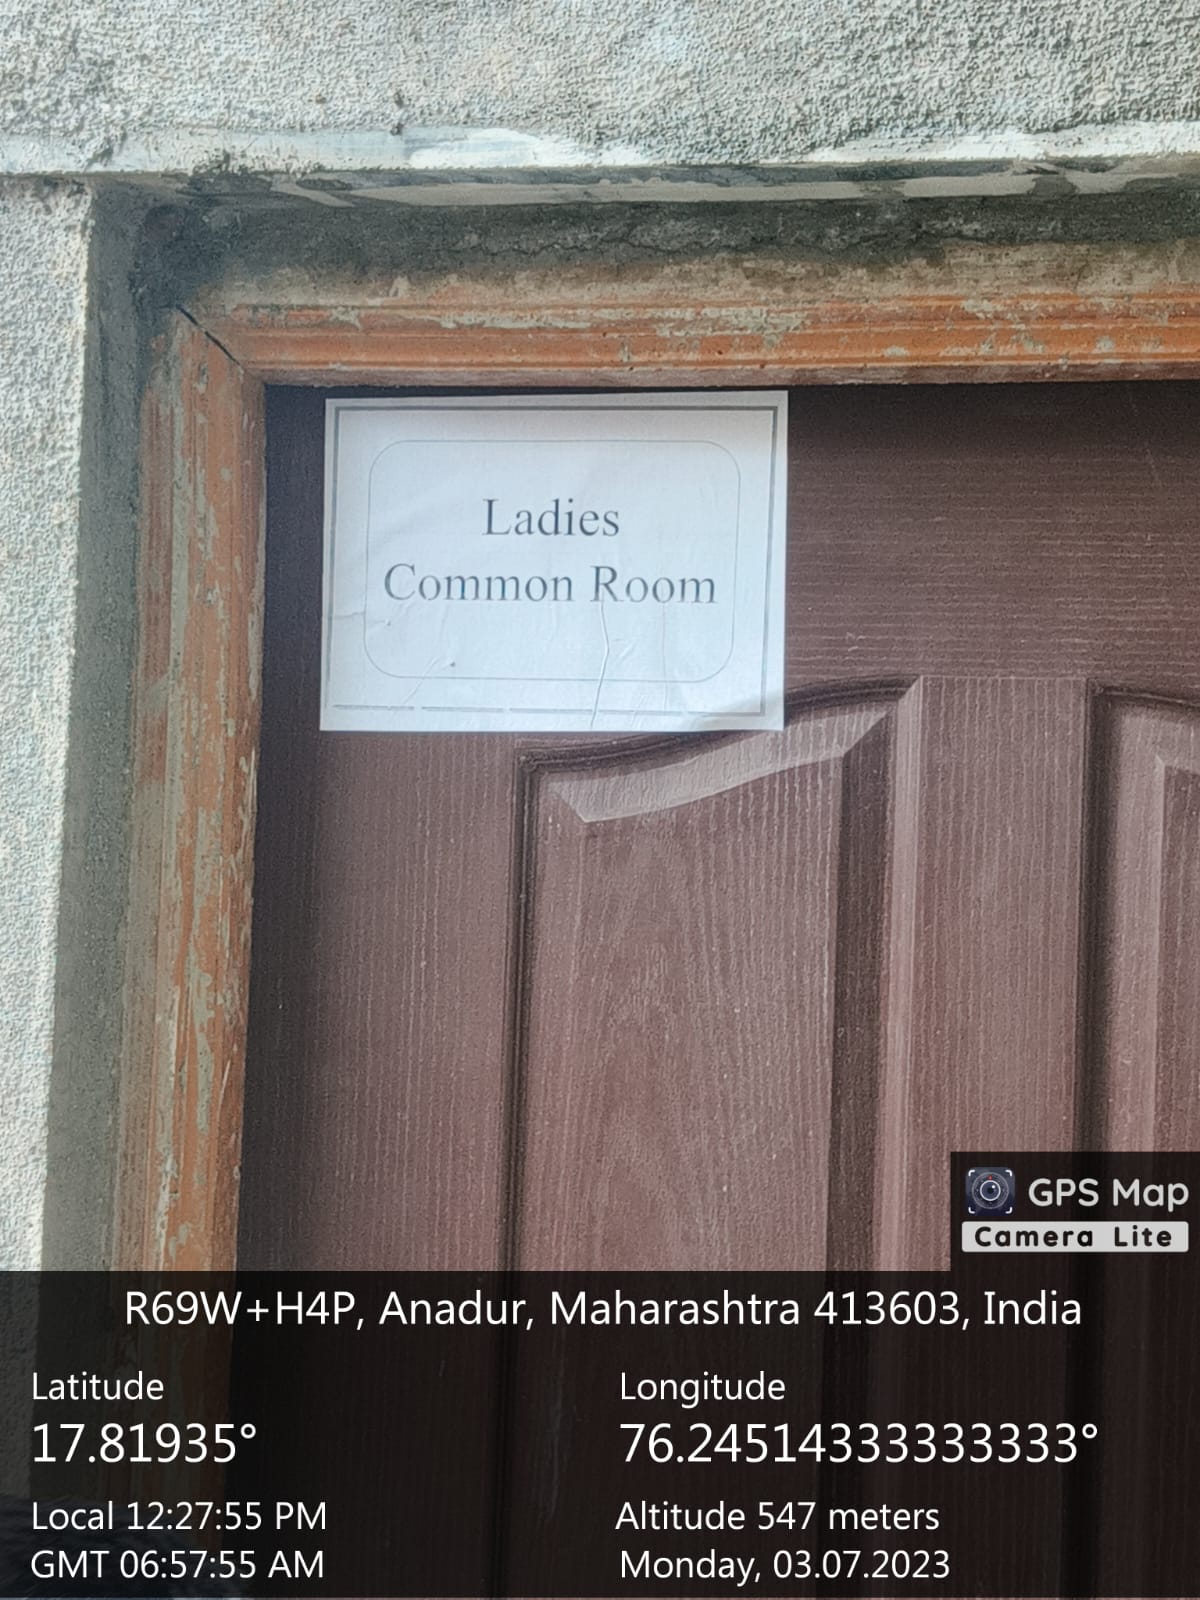 Ladies
Common Room
GPS Map
Camera Lite
R69W+H4P, Anadur, Maharashtra 413603, India
Latitude
17.81935°
Longitude
76.24514333333333°
Local 12:27:55 PM
GMT 06:57:55 AM
Altitude 547 meters
Monday, 03.07.2023